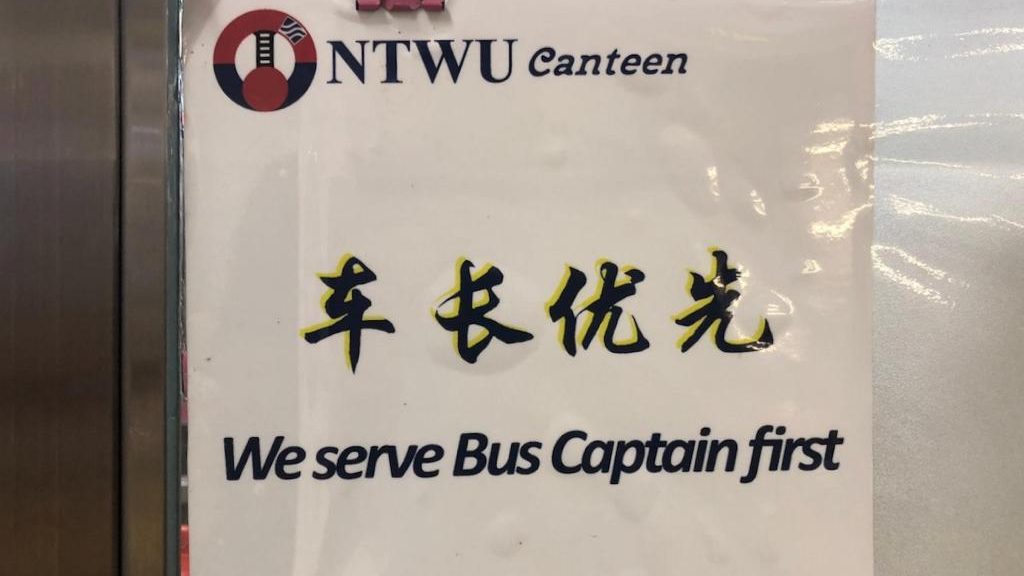 NTWU Canteen
车长优先
We serve Bus Captain first